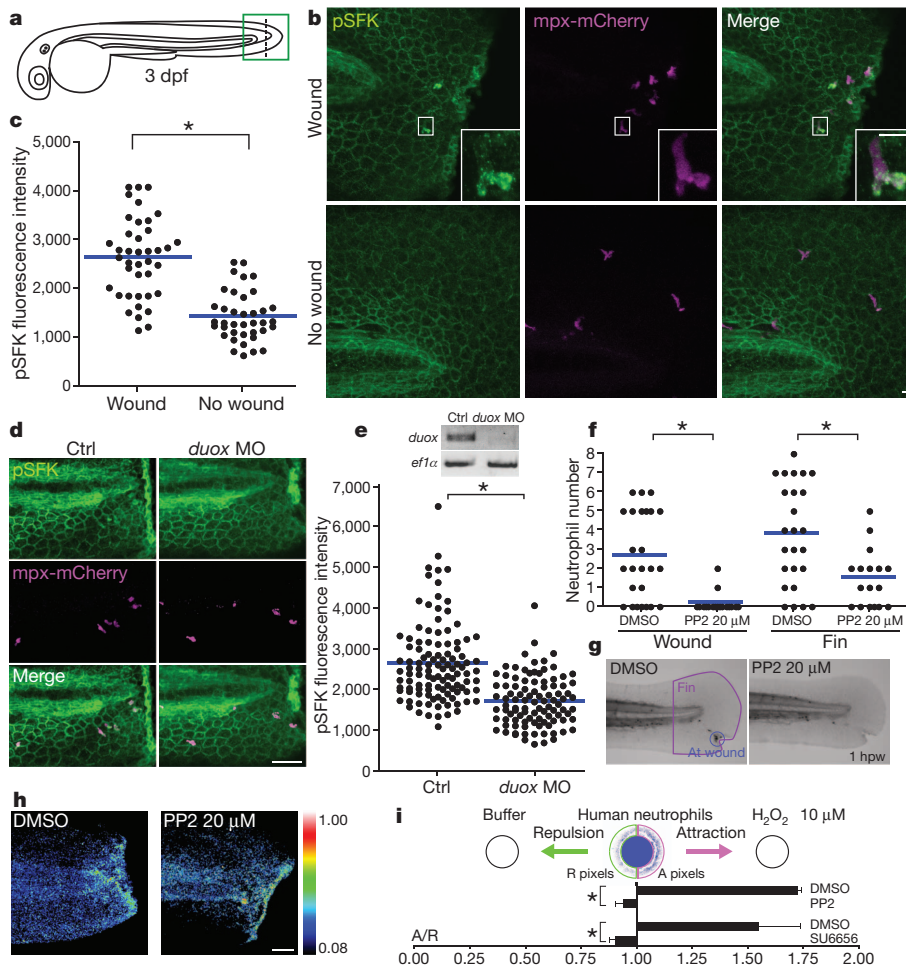 a
3 dpf
b
pSFK
mpx-mCherry
Merge
Wound
No wound
c
*
pSFK fluorescence intensity
5,000
4,000
3,000
2,000
1,000
0
Wound
No wound
d
Ctrl
duox MO
pSFK
mpx-mCherry
Merge
e
Ctrl duox MO
duox
ef1α
*
pSFK fluorescence intensity
7,000
6,000
5,000
4,000
3,000
2,000
1,000
0
Ctrl
duox MO
f
*
*
Neutrophil number
8
7
6
5
4
3
2
1
0
DMSO
PP2 20 μM
DMSO
PP2 20 μM
Wound
Fin
g
DMSO
PP2 20 μM
Fin
At wound
1 hpw
h
DMSO
PP2 20 μM
1.00
0.08
i
Buffer
Human neutrophils
H₂O₂ 10 μM
Repulsion
Attraction
R pixels
A pixels
*
DMSO
PP2
*
DMSO
SU6656
A/R
0.00 0.25 0.50 0.75 1.00 1.25 1.50 1.75 2.00